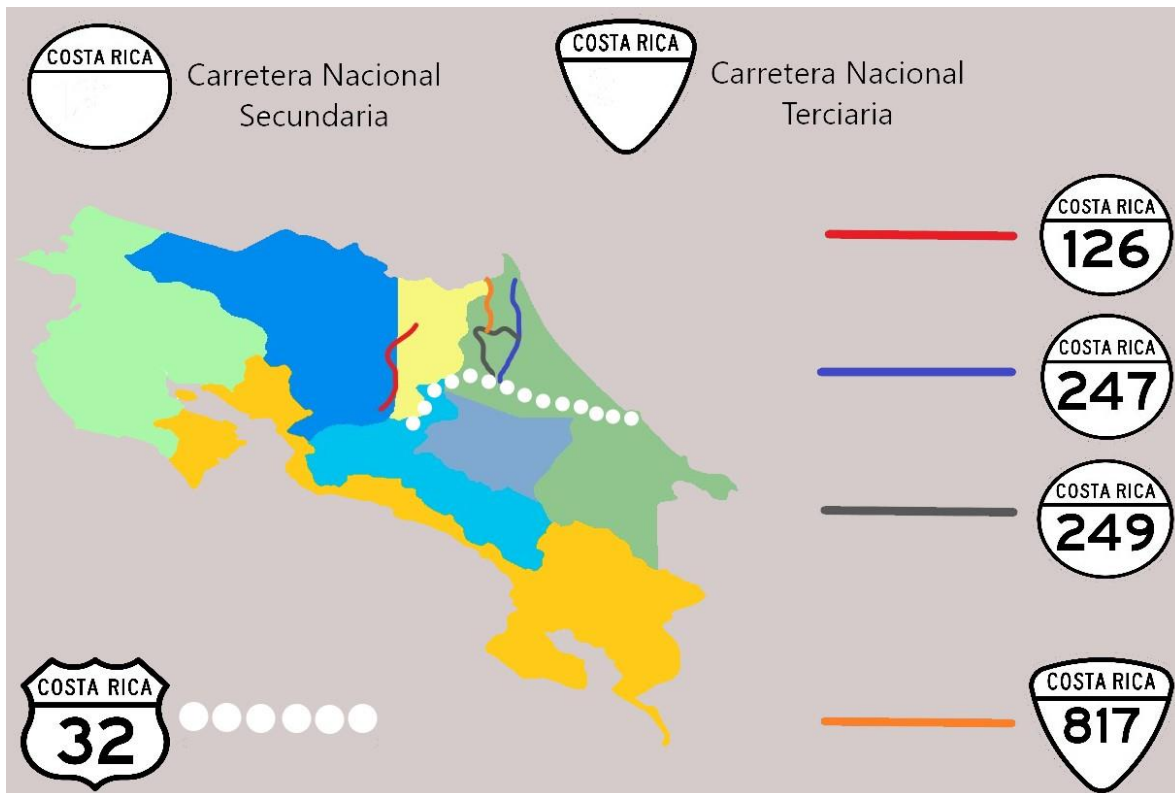 COSTA RICA
Carretera Nacional
Secundaria
COSTA RICA
Carretera Nacional
Terciaria
COSTA RICA
126
COSTA RICA
247
COSTA RICA
249
COSTA RICA
32
COSTA RICA
817